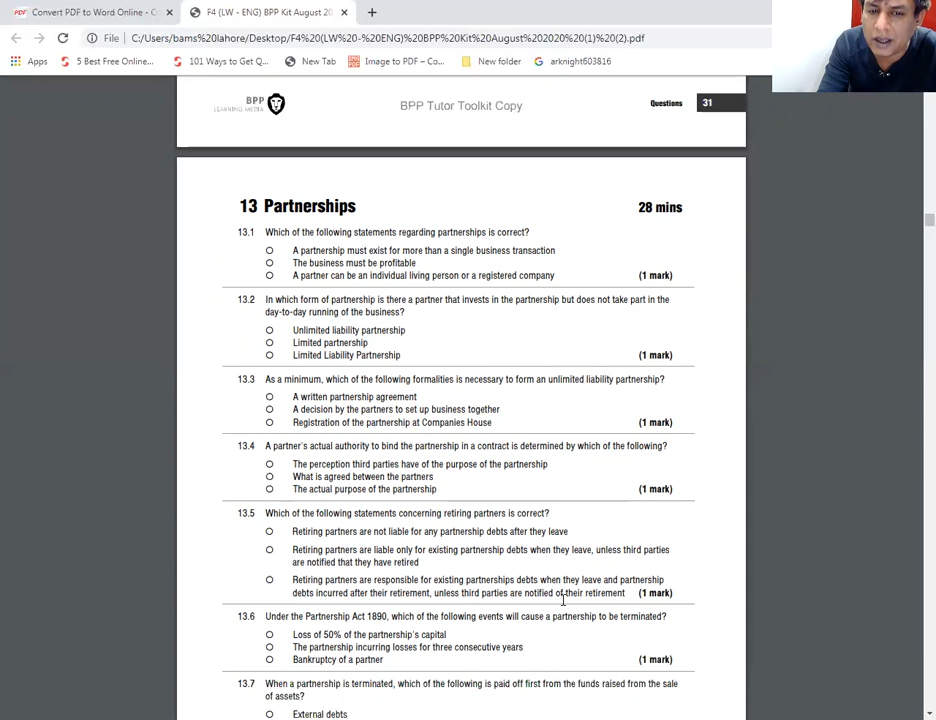 Convert PDF to Word Online - Co
F4 (LW - ENG) BPP Kit August 20
File
C:/Users/bams%20lahore/Desktop/F4%20(LW%20-%20ENG)%20BPP%20Kit%20August%202020%20(1)%20(2).pdf
Apps
5 Best Free Online...
101 Ways to Get Q...
New Tab
Image to PDF – Co...
New folder
arknight603816
BPP
LEARNING MEDIA
BPP Tutor Toolkit Copy
Questions
31
13 Partnerships
28 mins
13.1 Which of the following statements regarding partnerships is correct?
A partnership must exist for more than a single business transaction
The business must be profitable
A partner can be an individual living person or a registered company (1 mark)
13.2 In which form of partnership is there a partner that invests in the partnership but does not take part in the
day-to-day running of the business?
Unlimited liability partnership
Limited partnership
Limited Liability Partnership (1 mark)
13.3 As a minimum, which of the following formalities is necessary to form an unlimited liability partnership?
A written partnership agreement
A decision by the partners to set up business together
Registration of the partnership at Companies House (1 mark)
13.4 A partner's actual authority to bind the partnership in a contract is determined by which of the following?
The perception third parties have of the purpose of the partnership
What is agreed between the partners
The actual purpose of the partnership (1 mark)
13.5 Which of the following statements concerning retiring partners is correct?
Retiring partners are not liable for any partnership debts after they leave
Retiring partners are liable only for existing partnership debts when they leave, unless third parties
are notified that they have retired
Retiring partners are responsible for existing partnerships debts when they leave and partnership
debts incurred after their retirement, unless third parties are notified of their retirement (1 mark)
13.6 Under the Partnership Act 1890, which of the following events will cause a partnership to be terminated?
Loss of 50% of the partnership's capital
The partnership incurring losses for three consecutive years
Bankruptcy of a partner (1 mark)
13.7 When a partnership is terminated, which of the following is paid off first from the funds raised from the sale
of assets?
External debts